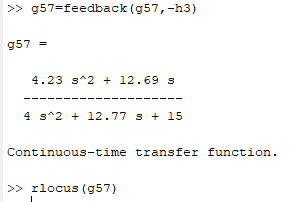 >> g57=feedback(g57,-h3)
g57 =
4.23 s^2 + 12.69 s
---------------------
4 s^2 + 12.77 s + 15
Continuous-time transfer function.
>> rlocus(g57)